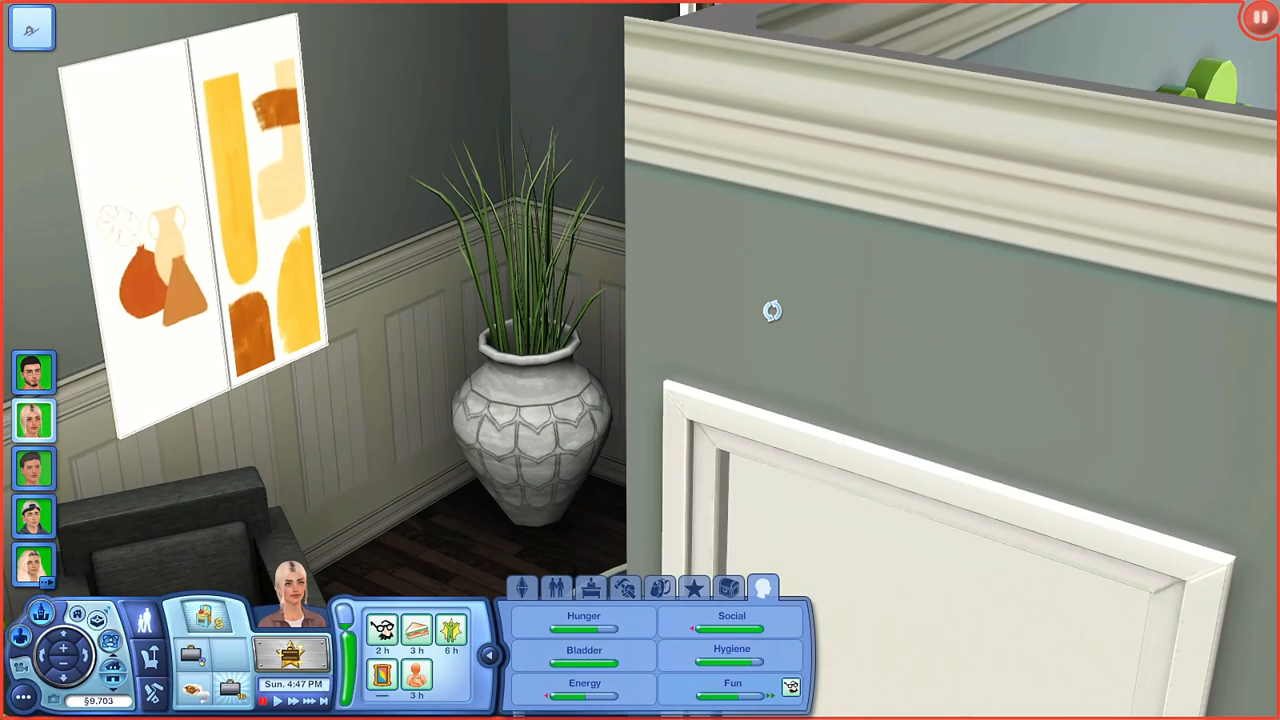 Hunger
Social
Bladder
Hygiene
Energy
Fun
2 h
3 h
6 h
3 h
Sun. 4:47 PM
§9.703